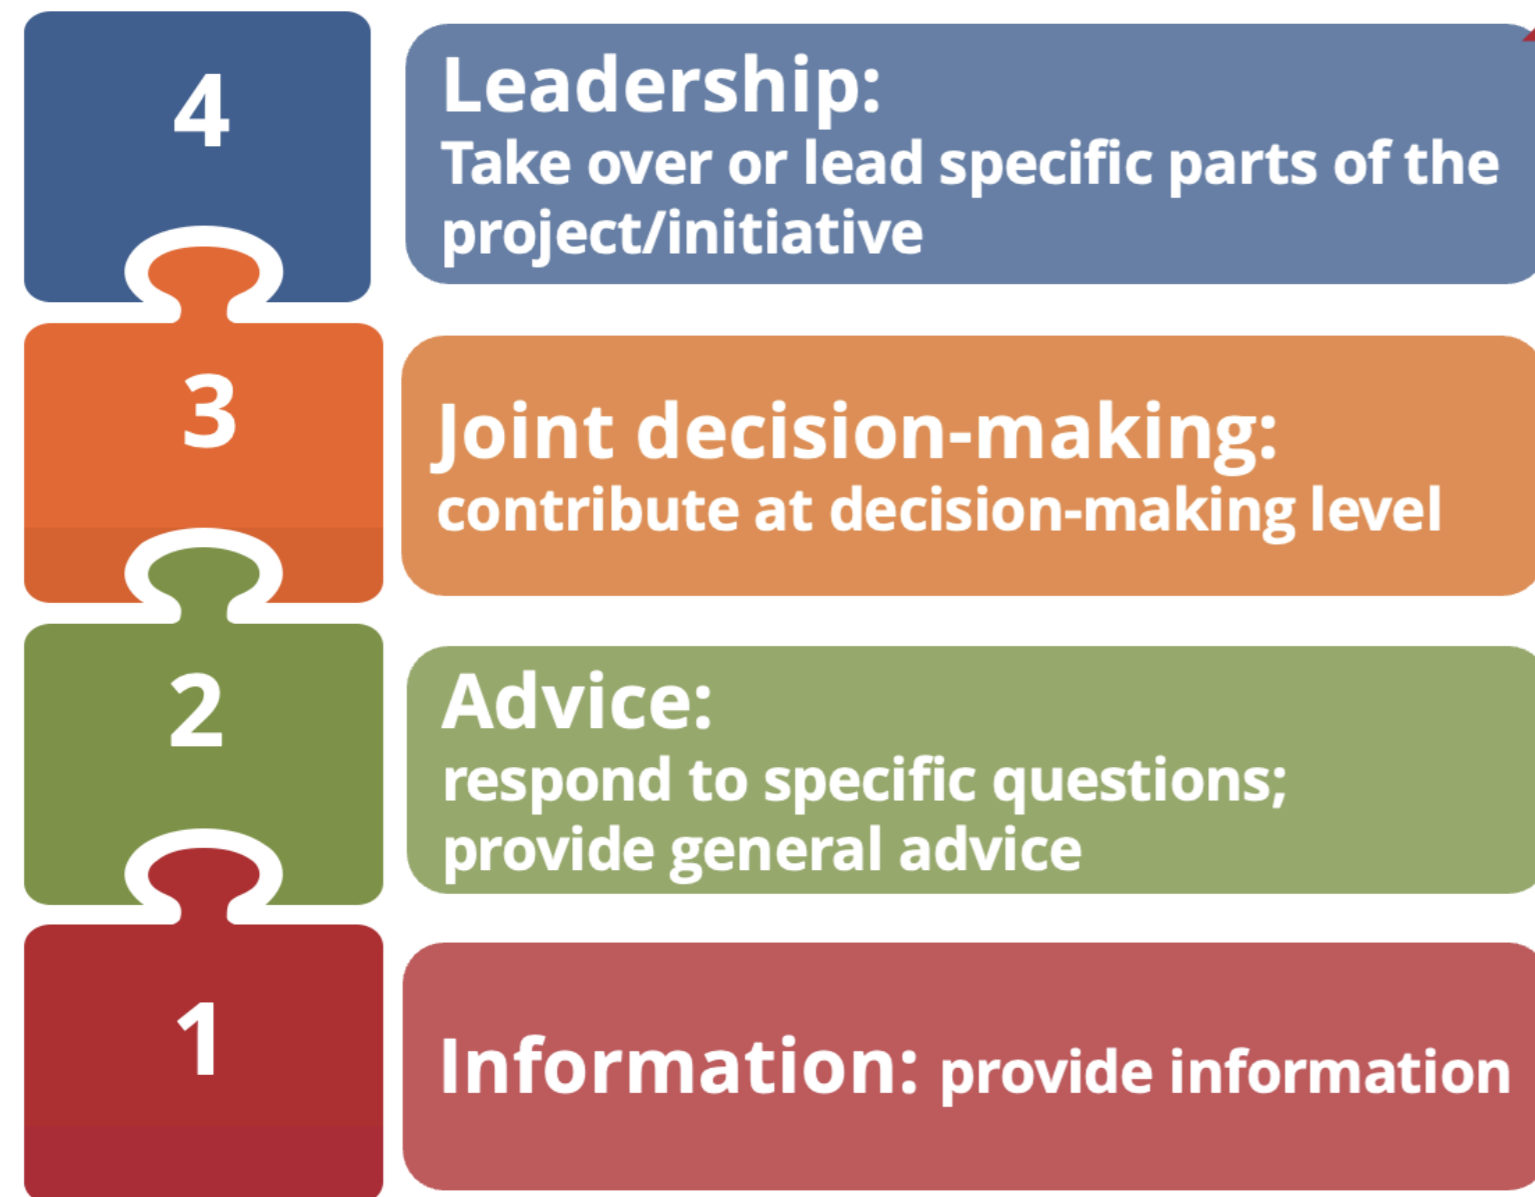 4
Leadership:
Take over or lead specific parts of the
project/initiative
3
Joint decision-making:
contribute at decision-making level
2
Advice:
respond to specific questions;
provide general advice
1
Information: provide information